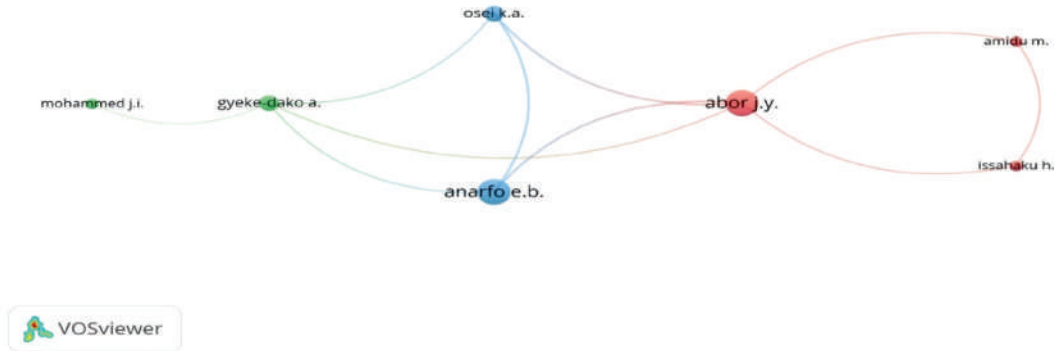 osei k.a.
amidu m.
mohammed j.i.
gyeke-dako a.
abor j.y.
issahaku h.
anarfo e.b.
VOSviewer